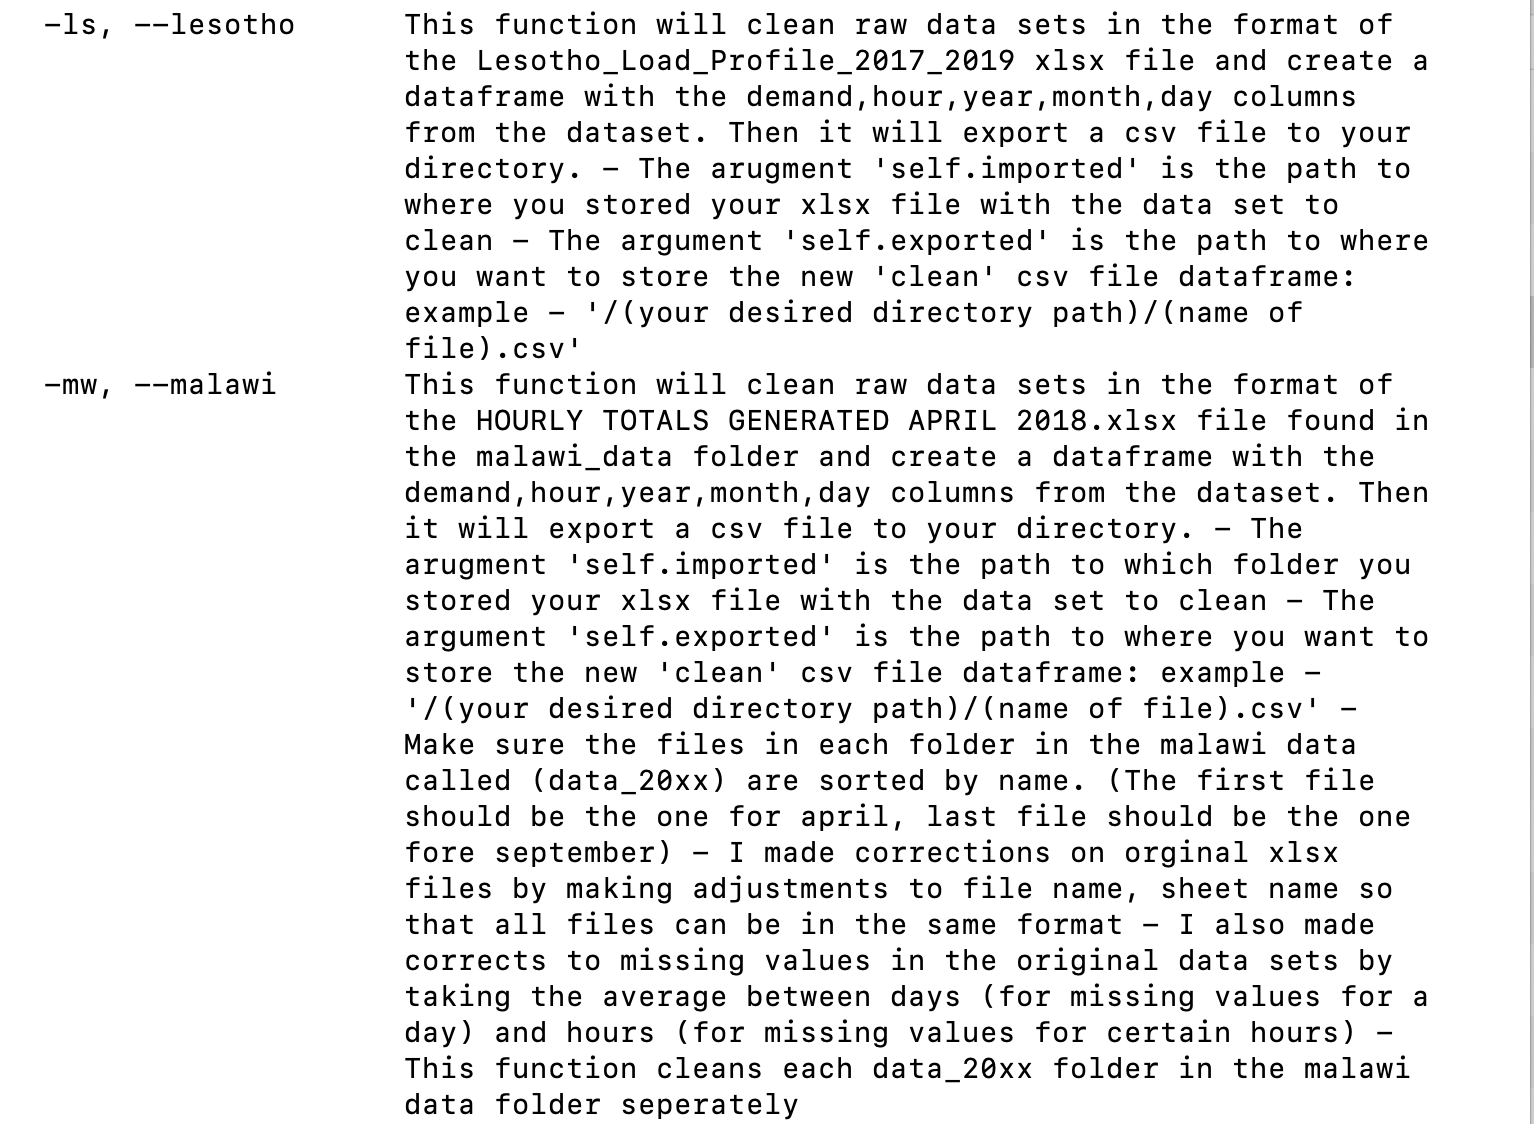 -ls, --lesotho This function will clean raw data sets in the format of
the Lesotho_Load_Profile_2017_2019 xlsx file and create a
dataframe with the demand,hour,year,month,day columns
from the dataset. Then it will export a csv file to your
directory. - The arugment 'self.imported' is the path to
where you stored your xlsx file with the data set to
clean - The argument 'self.exported' is the path to where
you want to store the new 'clean' csv file dataframe:
example - '/(your desired directory path)/(name of
file).csv'
-mw, --malawi This function will clean raw data sets in the format of
the HOURLY TOTALS GENERATED APRIL 2018.xlsx file found in
the malawi_data folder and create a dataframe with the
demand,hour,year,month,day columns from the dataset. Then
it will export a csv file to your directory. - The
arugment 'self.imported' is the path to which folder you
stored your xlsx file with the data set to clean - The
argument 'self.exported' is the path to where you want to
store the new 'clean' csv file dataframe: example -
'/(your desired directory path)/(name of file).csv' -
Make sure the files in each folder in the malawi data
called (data_20xx) are sorted by name. (The first file
should be the one for april, last file should be the one
fore september) - I made corrections on orginal xlsx
files by making adjustments to file name, sheet name so
that all files can be in the same format - I also made
corrects to missing values in the original data sets by
taking the average between days (for missing values for a
day) and hours (for missing values for certain hours) -
This function cleans each data_20xx folder in the malawi
data folder seperately